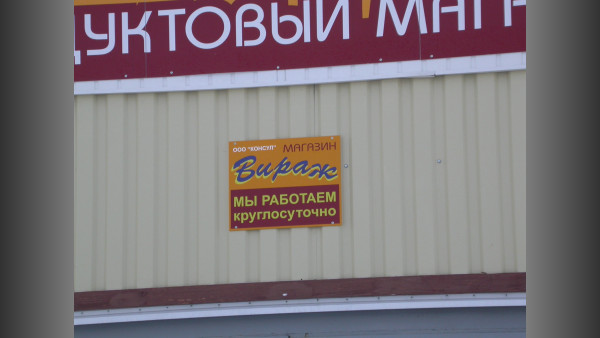 ДУКТОВЫЙ МАГА
ООО "КОНСУЛ" МАГАЗИН
Вираж
МЫ РАБОТАЕМ
круглосуточно